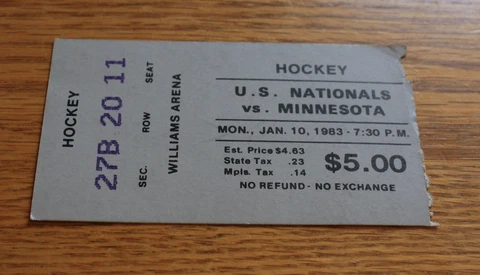 HOCKEY
27B 20 11
SEC. ROW SEAT
WILLIAMS ARENA
HOCKEY
U.S. NATIONALS
vs. MINNESOTA
MON., JAN. 10, 1983 - 7:30 P.M.
Est. Price $4.63
State Tax .23
Mpls. Tax .14
$5.00
NO REFUND - NO EXCHANGE